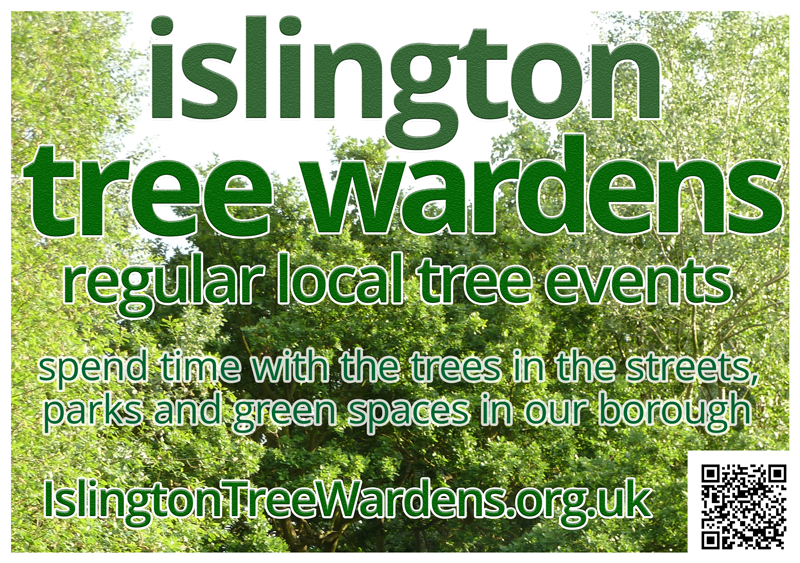 islington
tree wardens
regular local tree events
spend time with the trees in the streets,
parks and green spaces in our borough
IslingtonTreeWardens.org.uk